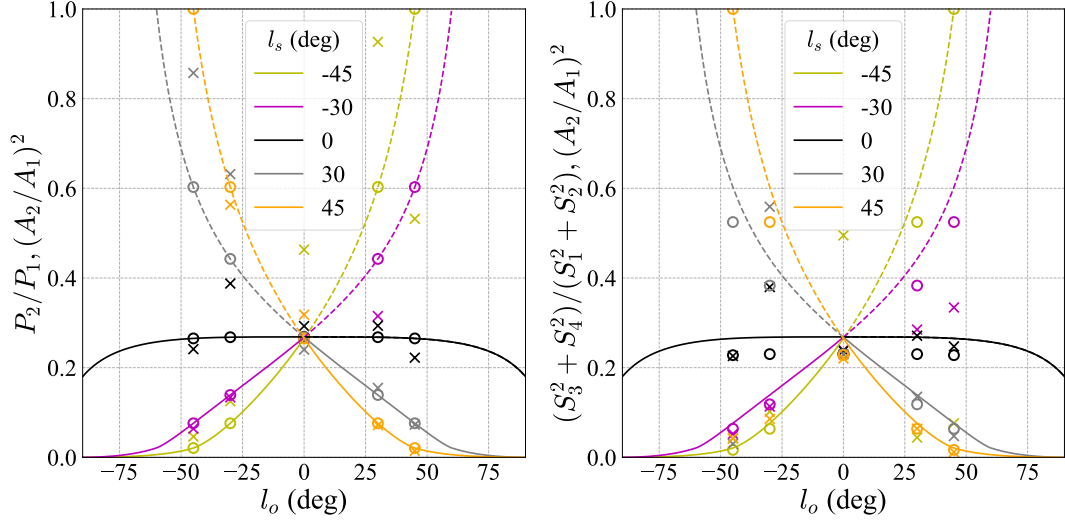 P₂/P₁, (A₂/A₁)²
1.0
0.8
0.6
0.4
0.2
0.0
l_s (deg)
-45
-30
0
30
45
−75 −50 −25 0 25 50 75
l_o (deg)
(S₃² + S₄²)/(S₁² + S₂²), (A₂/A₁)²
1.0
0.8
0.6
0.4
0.2
0.0
l_s (deg)
-45
-30
0
30
45
−75 −50 −25 0 25 50 75
l_o (deg)